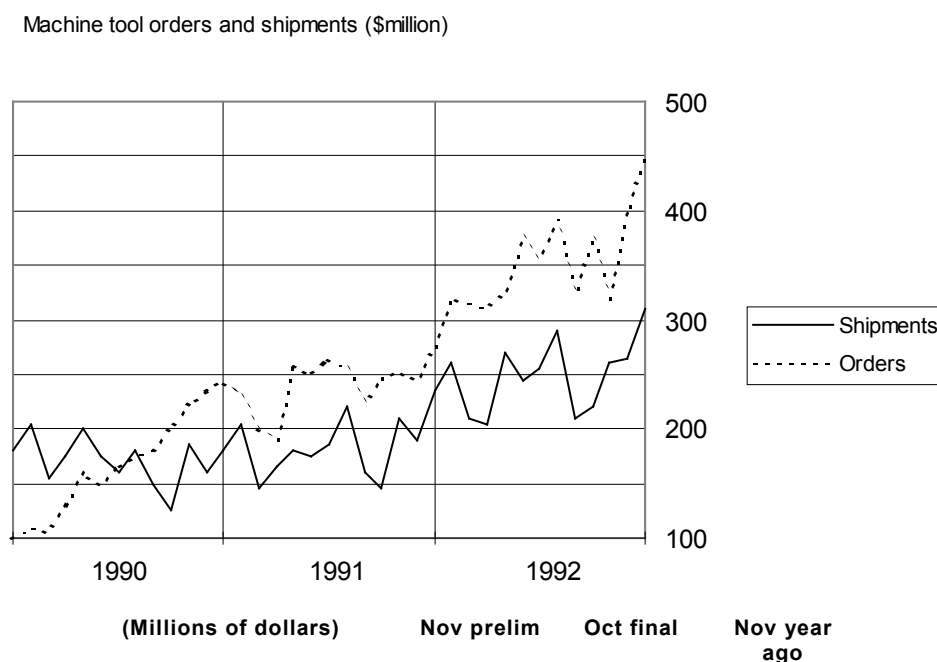 Machine tool orders and shipments ($million)
500
400
300
200
100
Shipments
Orders
1990 1991 1992
(Millions of dollars) Nov prelim Oct final Nov year
ago